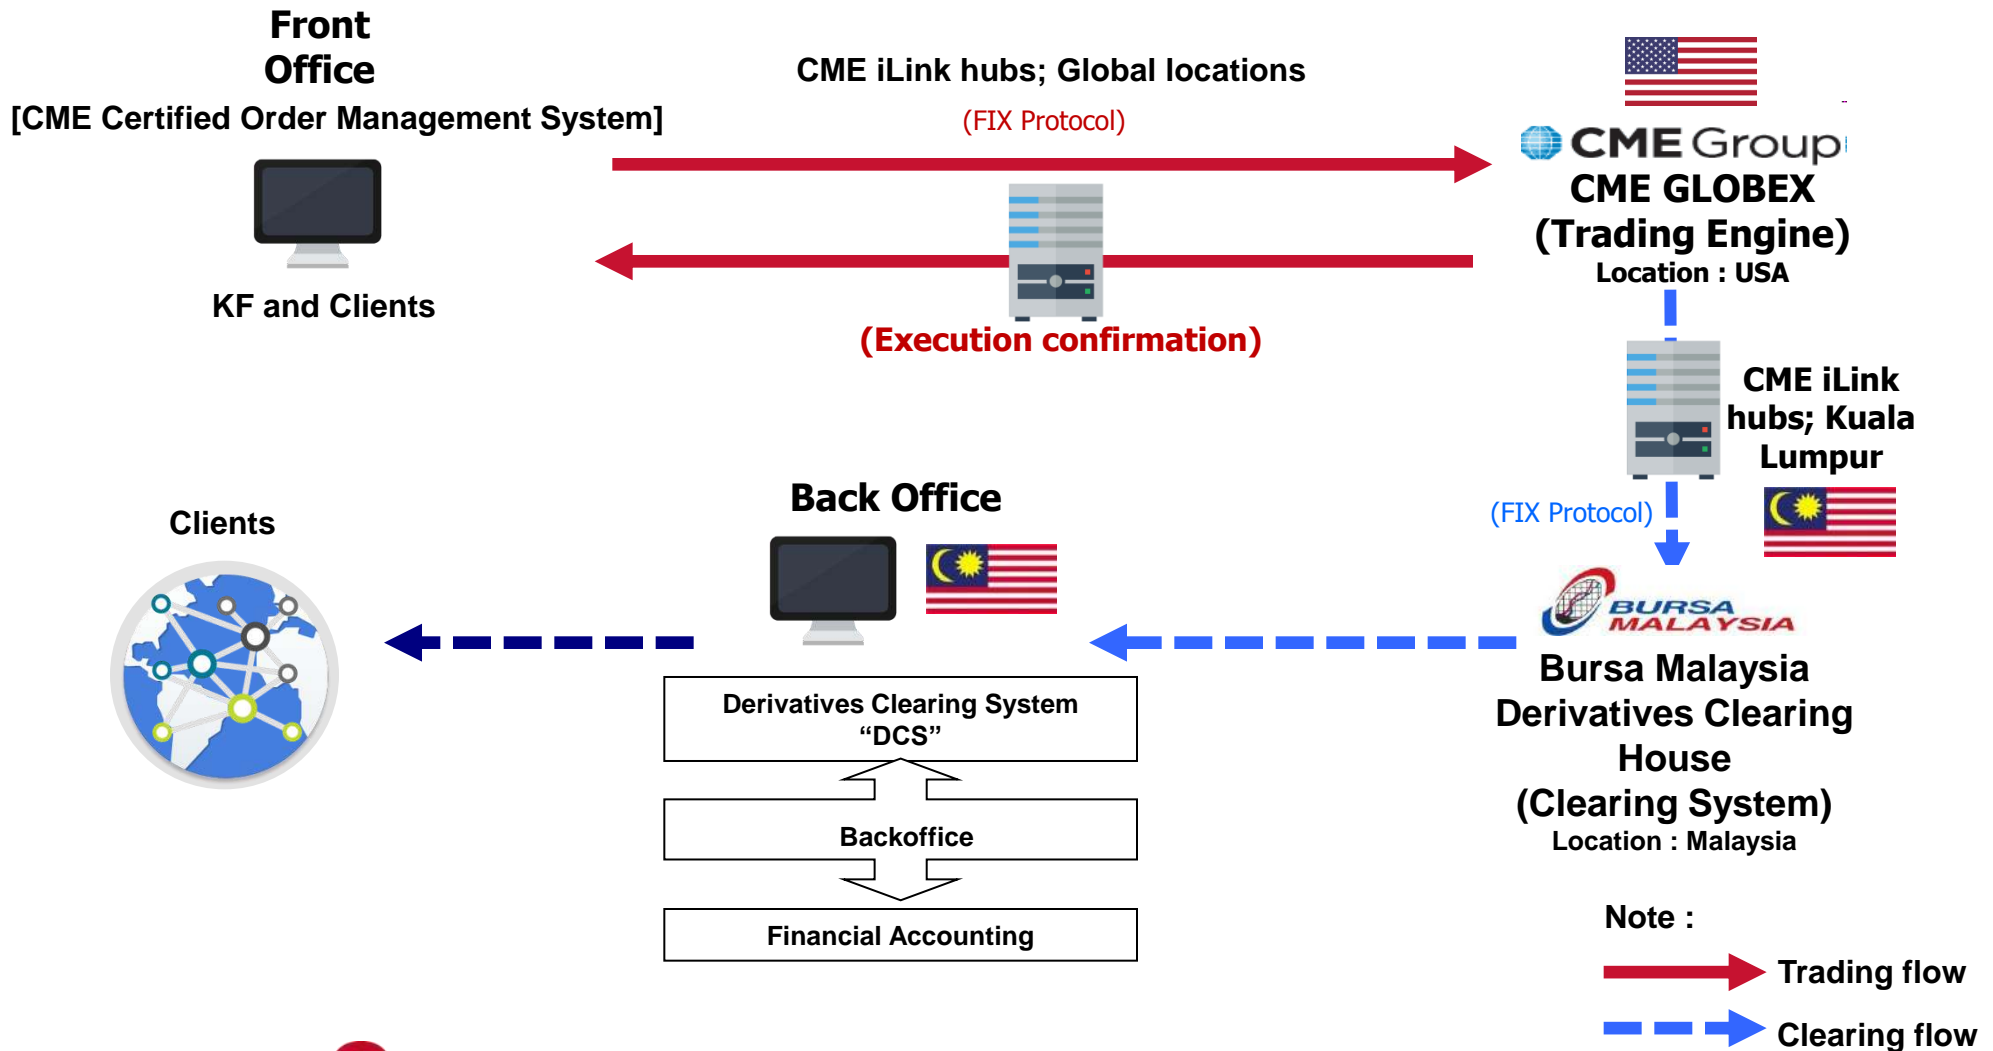 Front
Office
[CME Certified Order Management System]
KF and Clients
CME iLink hubs; Global locations
(FIX Protocol)
(Execution confirmation)
CME Group
CME GLOBEX
(Trading Engine)
Location : USA
CME iLink
hubs; Kuala
Lumpur
(FIX Protocol)
BURSA
MALAYSIA
Bursa Malaysia
Derivatives Clearing
House
(Clearing System)
Location : Malaysia
Back Office
Derivatives Clearing System
“DCS”
Backoffice
Financial Accounting
Clients
Note :
Trading flow
Clearing flow